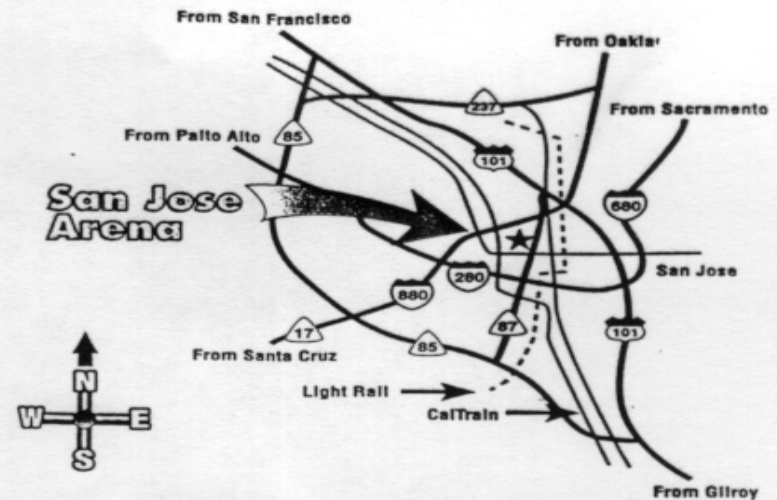 From San Francisco
From Oakla
237
From Sacramento
From Palto Alto
85
101
San Jose
Arena
680
280
San Jose
880
17
87
101
From Santa Cruz
85
N
Light Rail
W E
CalTrain
S
From Gilroy